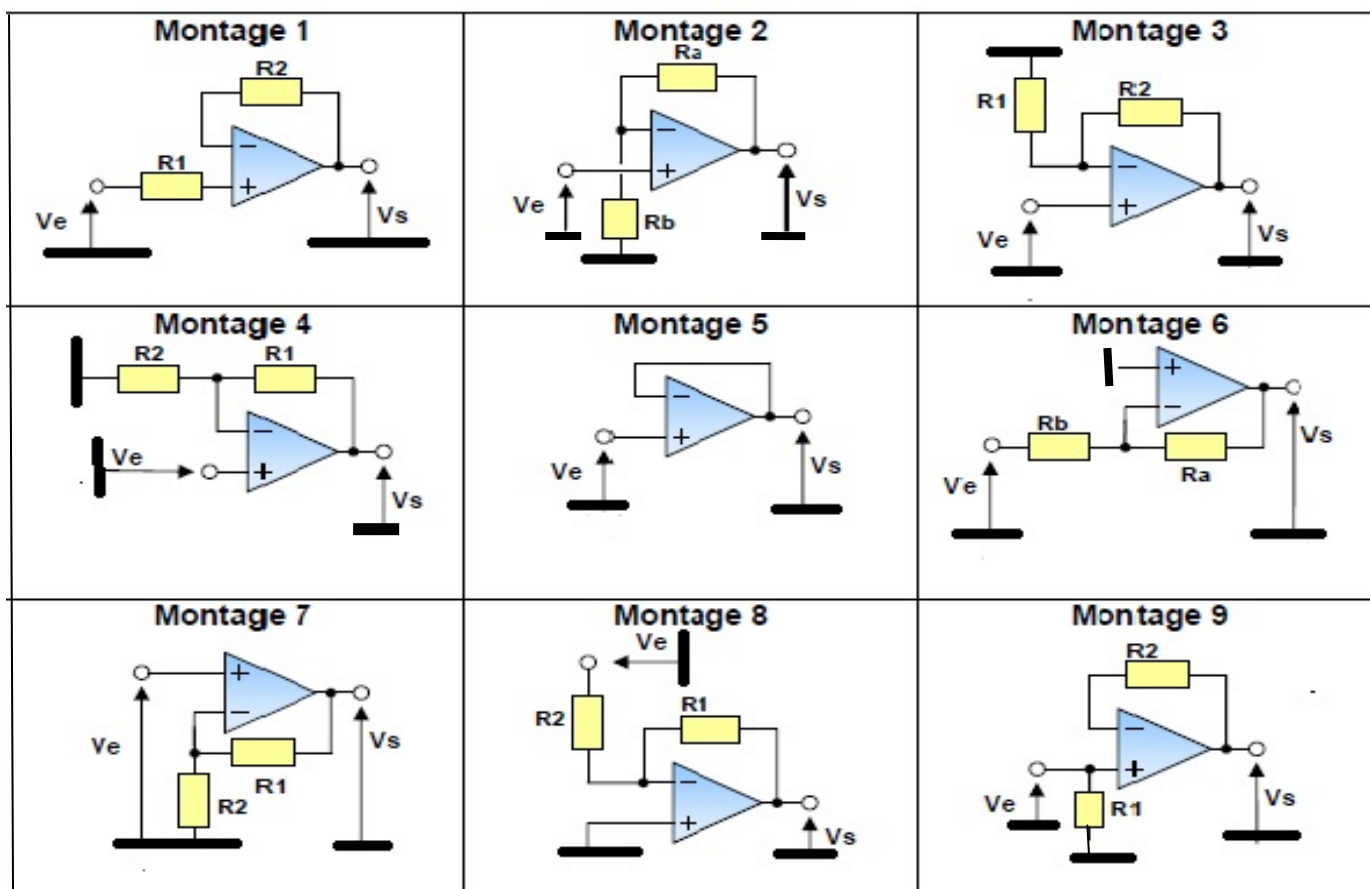 Montage 1
R2
−
R1
+
Ve
Vs
Montage 2
Ra
−
+
Ve
Vs
Rb
Montage 3
R1
R2
−
+
Ve
Vs
Montage 4
R2
R1
−
Ve
+
Vs
Montage 5
−
+
Ve
Vs
Montage 6
+
−
Rb
Ra
Ve
Vs
Montage 7
+
−
Ve
Vs
R1
R2
Montage 8
Ve
R2
R1
−
+
Vs
Montage 9
R2
−
+
Ve
R1
Vs